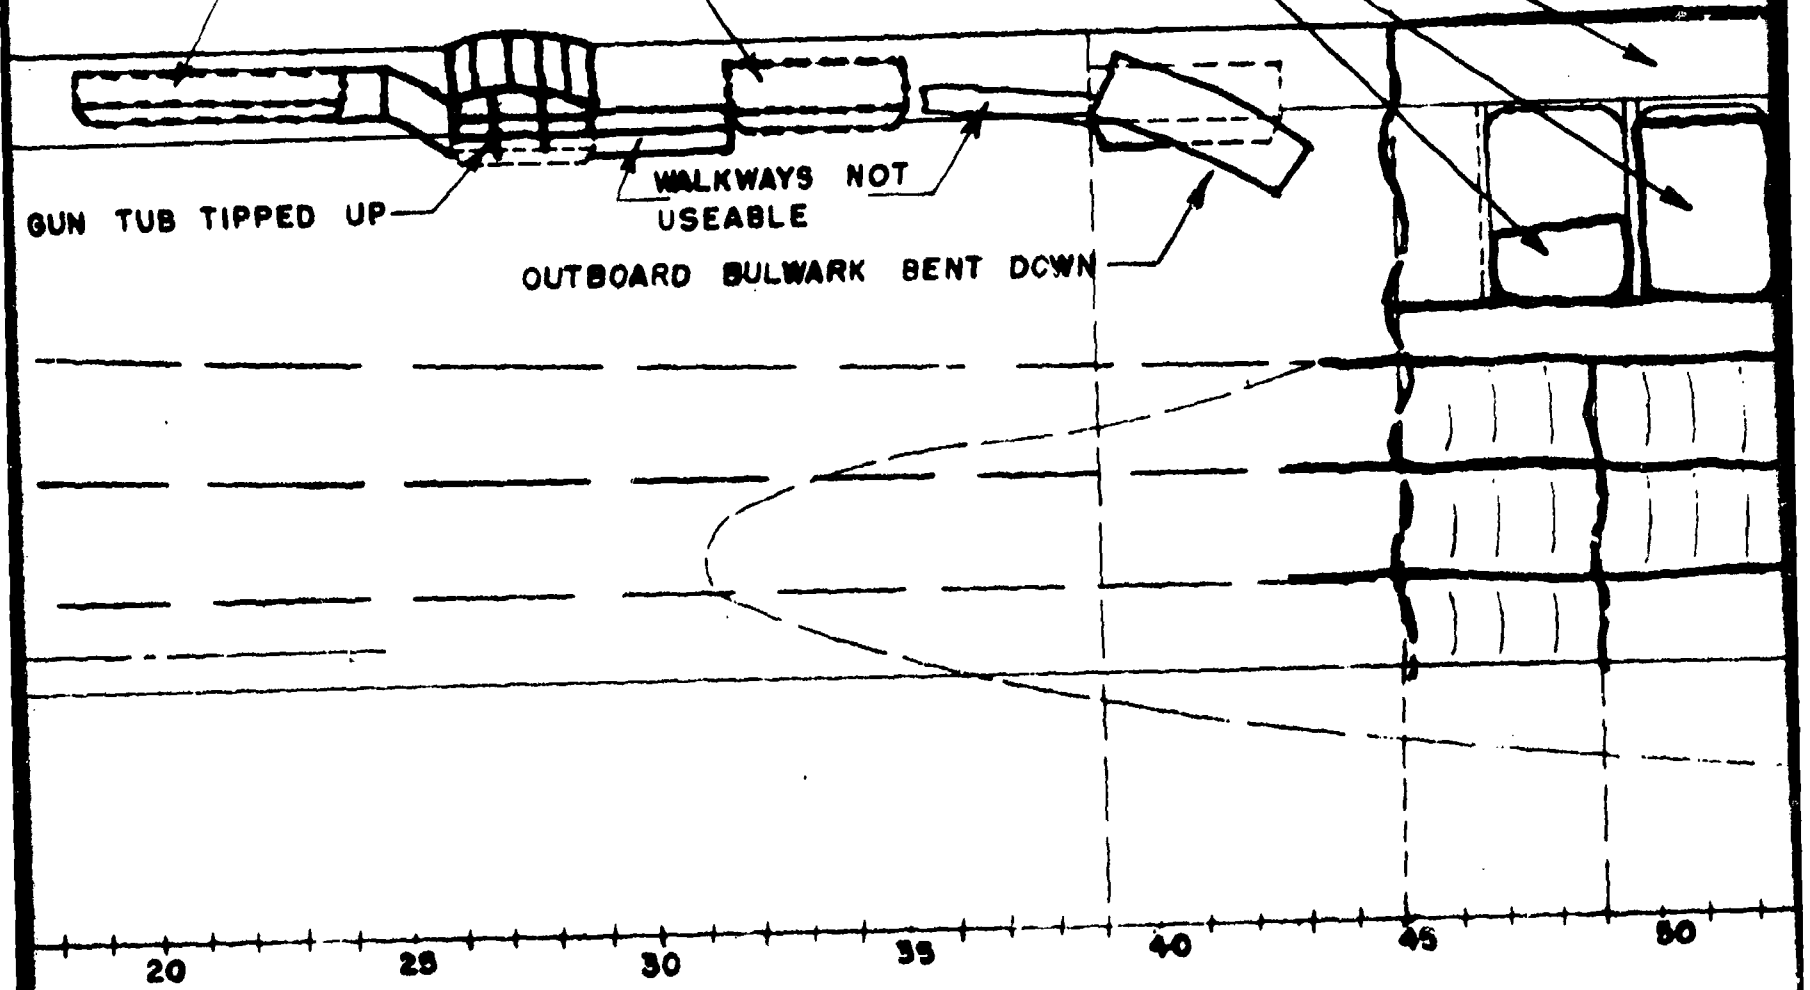 WALKWAYS NOT
USEABLE
GUN TUB TIPPED UP
OUTBOARD BULWARK BENT DOWN
20 25 30 35 40 45 50